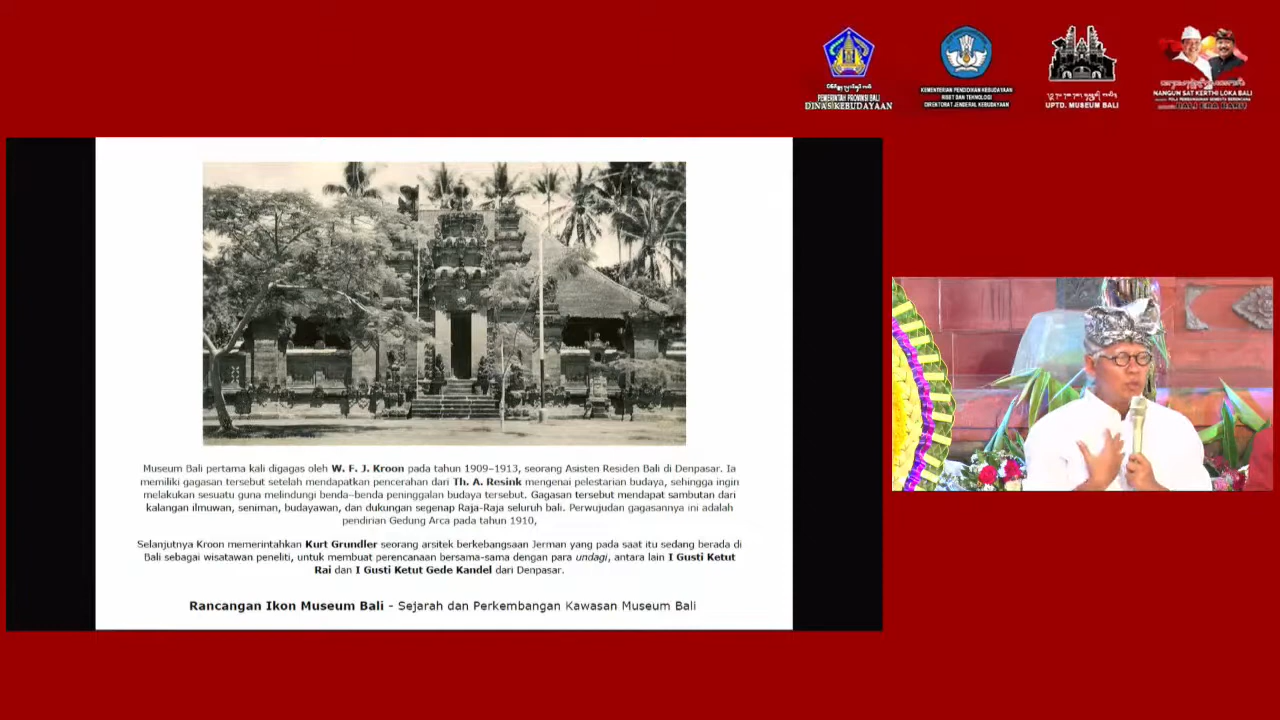 PEMERINTAH PROVINSI BALI
DINAS KEBUDAYAAN
KEMENTERIAN PENDIDIKAN KEBUDAYAAN
RISET DAN TEKNOLOGI
DIREKTORAT JENDERAL KEBUDAYAAN
UPTD. MUSEUM BALI
NANGUN SAT KERTHI LOKA BALI
POLA PEMBANGUNAN SEMESTA BERENCANA
BALI ERA BARU
Museum Bali pertama kali digagas oleh W. F. J. Kroon pada tahun 1909–1913, seorang Asisten Residen Bali di Denpasar. Ia
memiliki gagasan tersebut setelah mendapatkan pencerahan dari Th. A. Resink mengenai pelestarian budaya, sehingga ingin
melakukan sesuatu guna melindungi benda–benda peninggalan budaya tersebut. Gagasan tersebut mendapat sambutan dari
kalangan ilmuwan, seniman, budayawan, dan dukungan segenap Raja-Raja seluruh bali. Perwujudan gagasannya ini adalah
pendirian Gedung Arca pada tahun 1910,
Selanjutnya Kroon memerintahkan Kurt Grundler seorang arsitek berkebangsaan Jerman yang pada saat itu sedang berada di
Bali sebagai wisatawan peneliti, untuk membuat perencanaan bersama-sama dengan para undagi, antara lain I Gusti Ketut
Rai dan I Gusti Ketut Gede Kandel dari Denpasar.
Rancangan Ikon Museum Bali – Sejarah dan Perkembangan Kawasan Museum Bali